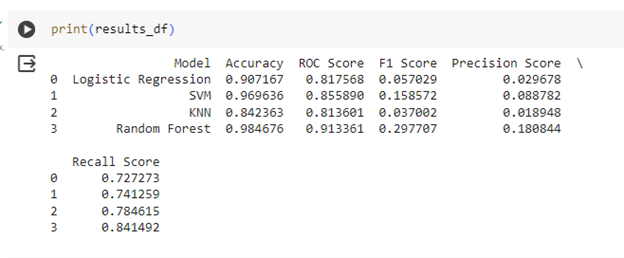 print(results_df)
Model Accuracy ROC Score F1 Score Precision Score \
0 Logistic Regression 0.907167 0.817568 0.057029 0.029678
1 SVM 0.969636 0.855890 0.158572 0.088782
2 KNN 0.842363 0.813601 0.037002 0.018948
3 Random Forest 0.984676 0.913361 0.297707 0.180844
Recall Score
0 0.727273
1 0.741259
2 0.784615
3 0.841492